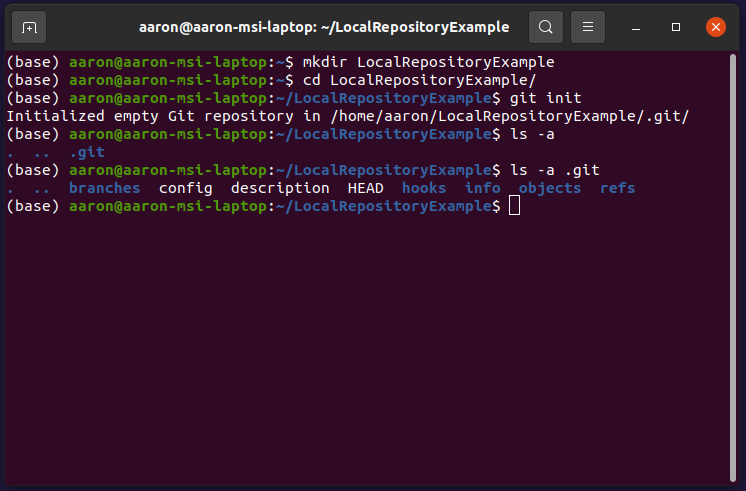 aaron@aaron-msi-laptop: ~/LocalRepositoryExample
(base) aaron@aaron-msi-laptop:~$ mkdir LocalRepositoryExample
(base) aaron@aaron-msi-laptop:~$ cd LocalRepositoryExample/
(base) aaron@aaron-msi-laptop:~/LocalRepositoryExample$ git init
Initialized empty Git repository in /home/aaron/LocalRepositoryExample/.git/
(base) aaron@aaron-msi-laptop:~/LocalRepositoryExample$ ls -a
.  ..  .git
(base) aaron@aaron-msi-laptop:~/LocalRepositoryExample$ ls -a .git
.  ..  branches  config  description  HEAD  hooks  info  objects  refs
(base) aaron@aaron-msi-laptop:~/LocalRepositoryExample$